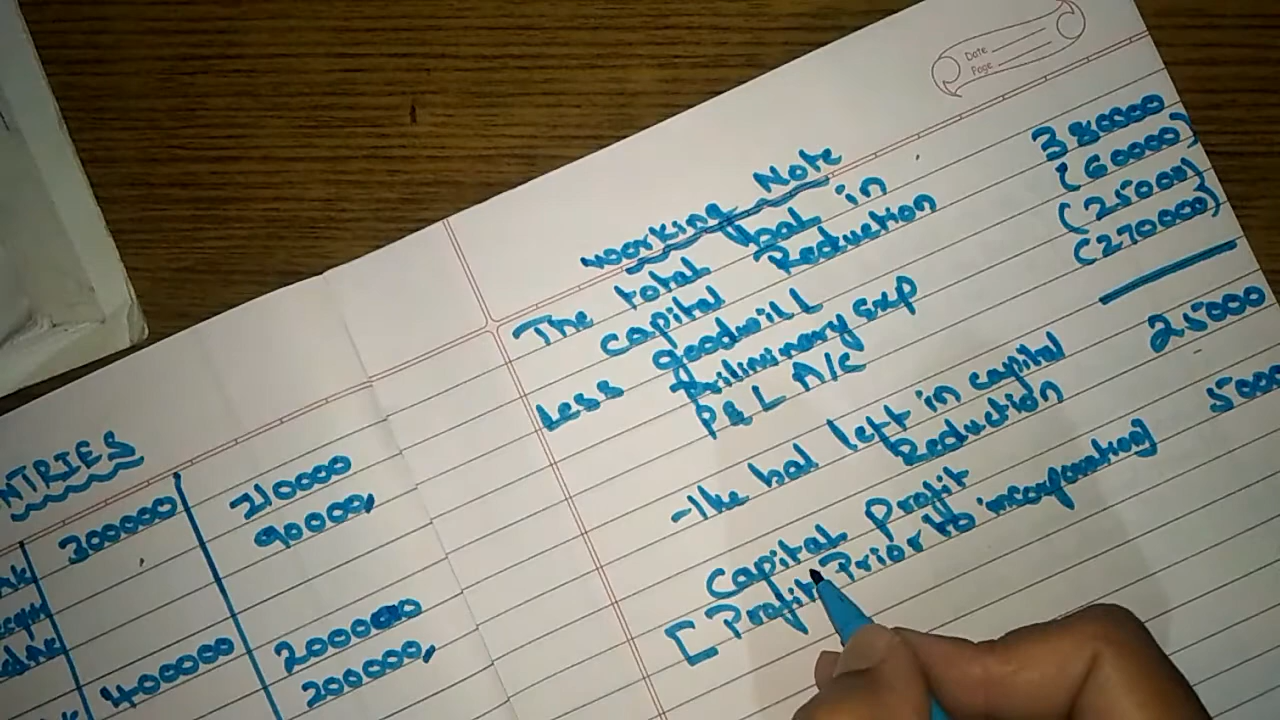 Date
Page
Working Note
The total bal in
capital Reduction 380000
Less goodwill (60000)
Preliminary Exp (25000)
P&L A/C (270000)
The bal left in capital
Reduction 25000
Capital Profit 5000
[Profit Prior to incorporation]
NTRIES
300000 210000
90000,
400000 200000
200000,